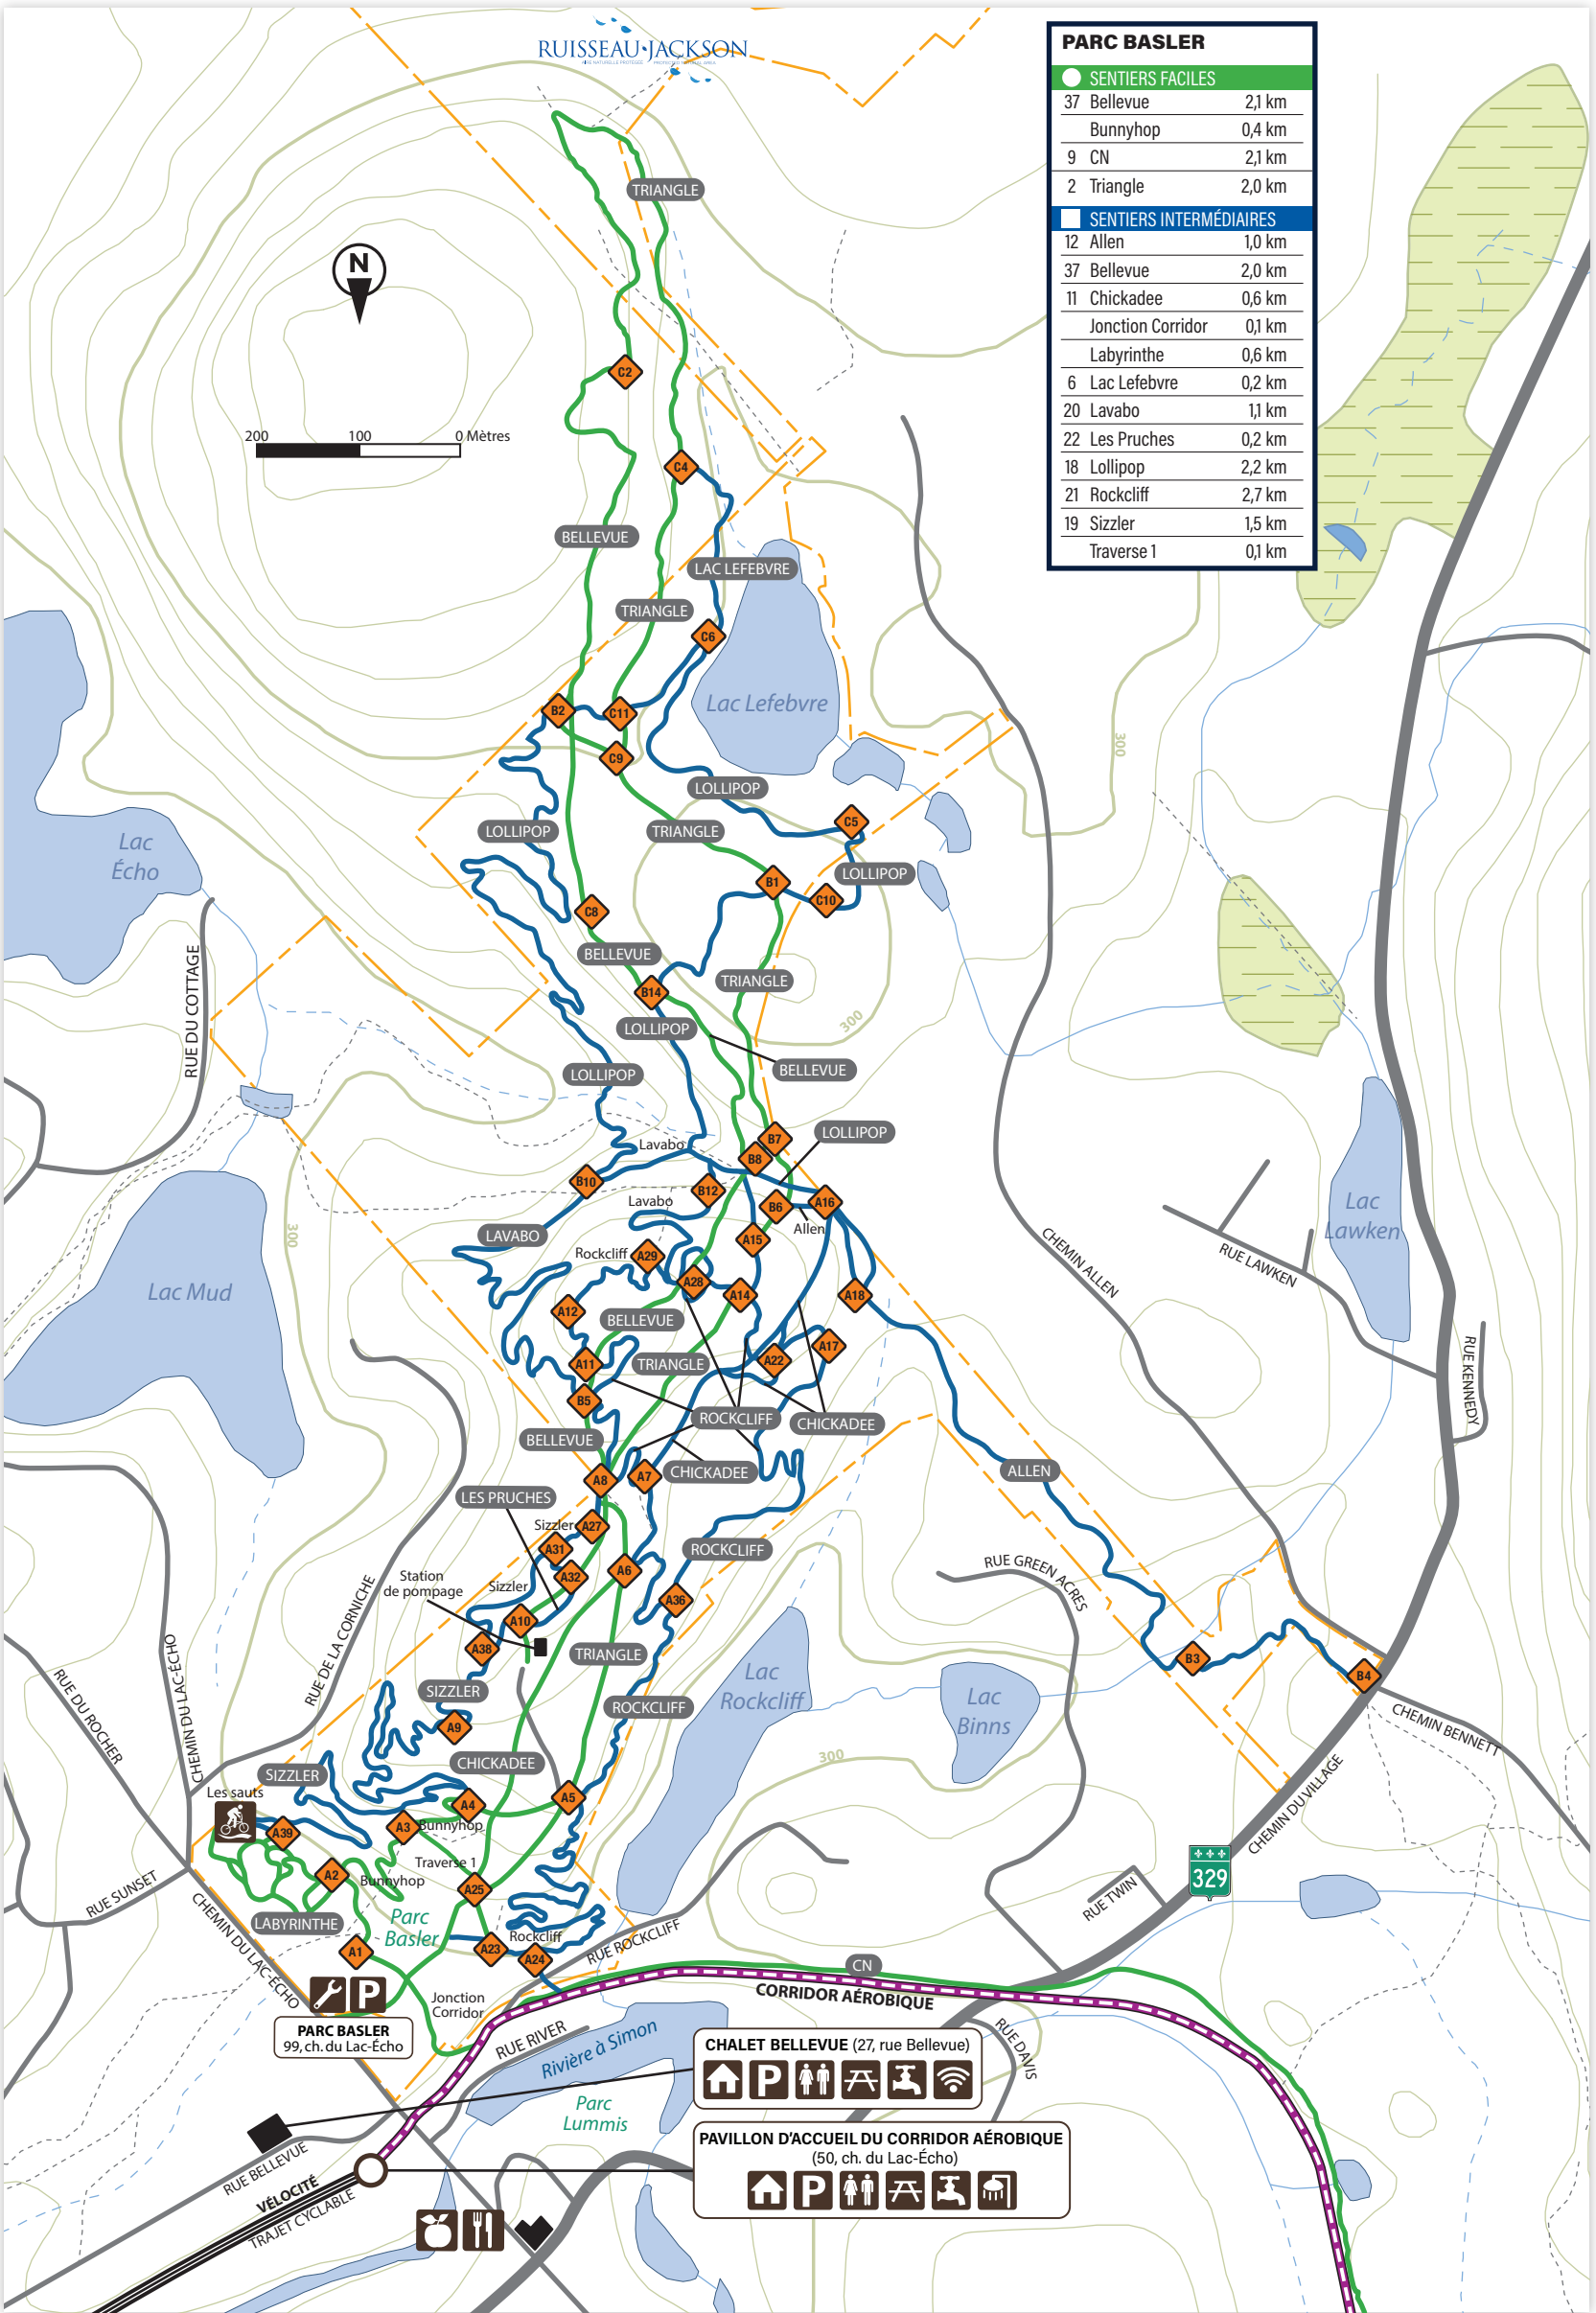 RUISSEAU·JACKSON
PARC BASLER
SENTIERS FACILES
37 Bellevue 2,1 km
Bunnyhop 0,4 km
9 CN 2,1 km
2 Triangle 2,0 km
SENTIERS INTERMÉDIAIRES
12 Allen 1,0 km
37 Bellevue 2,0 km
11 Chickadee 0,6 km
Jonction Corridor 0,1 km
Labyrinthe 0,6 km
6 Lac Lefebvre 0,2 km
20 Lavabo 1,1 km
22 Les Pruches 0,2 km
18 Lollipop 2,2 km
21 Rockcliff 2,7 km
19 Sizzler 1,5 km
Traverse 1 0,1 km
TRIANGLE
N
C2
200 100 0 Mètres
C4
BELLEVUE
LAC LEFEBVRE
TRIANGLE
C6
Lac Lefebvre
B2
C11
300
C9
LOLLIPOP
C5
LOLLIPOP
TRIANGLE
Lac
Écho
LOLLIPOP
B1
C10
C8
BELLEVUE
TRIANGLE
RUE DU COTTAGE
B14
300
LOLLIPOP
BELLEVUE
LOLLIPOP
LOLLIPOP
B7
Lavabo
B8
B10
B12
Lavabo
B6
A16
Allen
300
LAVABO
A15
Rockcliff
A29
Lac
Lawken
CHEMIN ALLEN
RUE LAWKEN
Lac Mud
A28
A14
A18
A12
BELLEVUE
A17
A11
TRIANGLE
A22
RUE KENNEDY
B5
ROCKCLIFF
CHICKADEE
BELLEVUE
A8
A7
CHICKADEE
ALLEN
LES PRUCHES
Sizzler
A27
A31
ROCKCLIFF
A32
A6
RUE GREEN ACRES
Station
de pompage
Sizzler
A36
A10
RUE DE LA CORNICHE
A38
TRIANGLE
B3
B4
CHEMIN DU LAC-ÉCHO
RUE DU ROCHER
Lac
Rockcliff
SIZZLER
ROCKCLIFF
Lac
Binns
A9
CHEMIN BENNETT
CHICKADEE
300
SIZZLER
Les sauts
A4
A5
CHEMIN DU VILLAGE
A39
A3
Bunnyhop
Traverse 1
A2
Bunnyhop
329
A25
RUE SUNSET
RUE TWIN
LABYRINTHE
Parc
Basler
CHEMIN DU LAC-ÉCHO
A1
A23
Rockcliff
A24
RUE ROCKCLIFF
CN
CORRIDOR AÉROBIQUE
P
Jonction
Corridor
PARC BASLER
99, ch. du Lac-Écho
RUE RIVER
Rivière à Simon
RUE DAVIS
CHALET BELLEVUE (27, rue Bellevue)
P
Parc
Lummis
PAVILLON D'ACCUEIL DU CORRIDOR AÉROBIQUE
(50, ch. du Lac-Écho)
P
RUE BELLEVUE
VÉLOCITÉ
TRAJET CYCLABLE